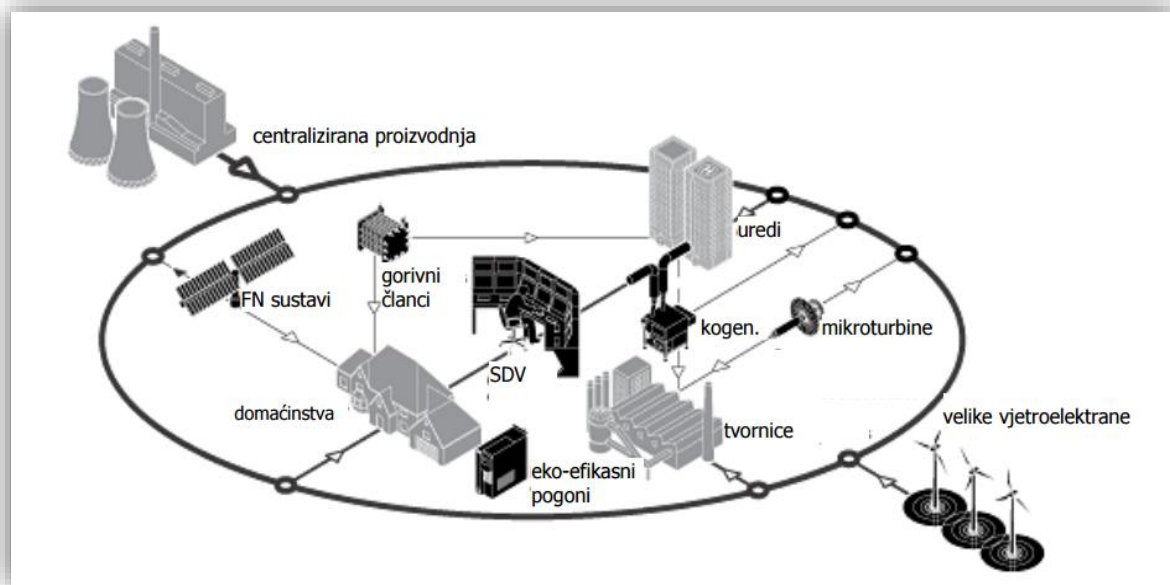 centralizirana proizvodnja
uredi
gorivni
članci
FN sustavi
kogen.
mikroturbine
SDV
domaćinstva
velike vjetroelektrane
tvornice
eko-efikasni
pogoni